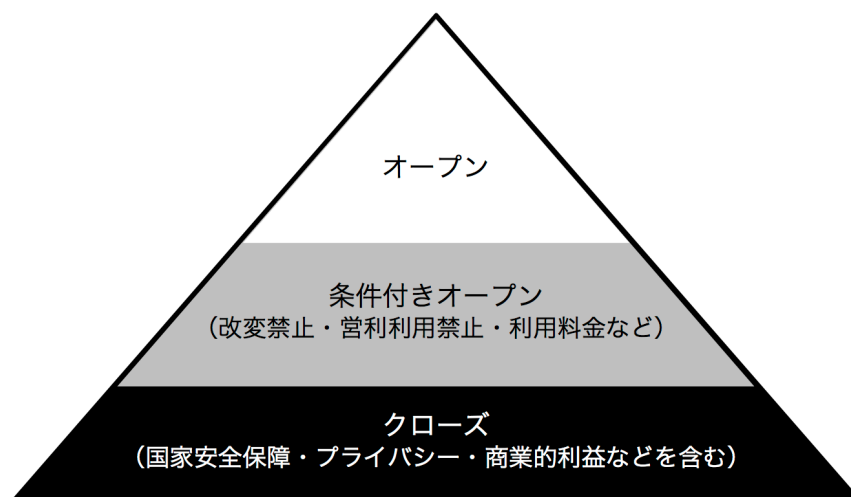 オープン
条件付きオープン
（改変禁止・営利利用禁止・利用料金など）
クローズ
（国家安全保障・プライバシー・商業的利益などを含む）